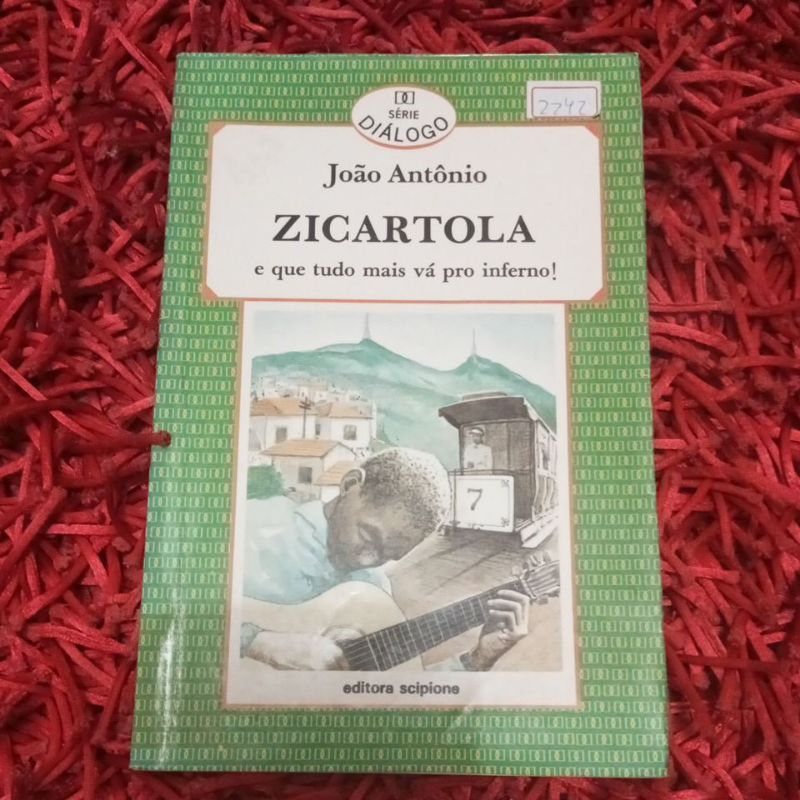 SÉRIE
DIÁLOGO
2242
João Antônio
ZICARTOLA
e que tudo mais vá pro inferno!
7
editora scipione